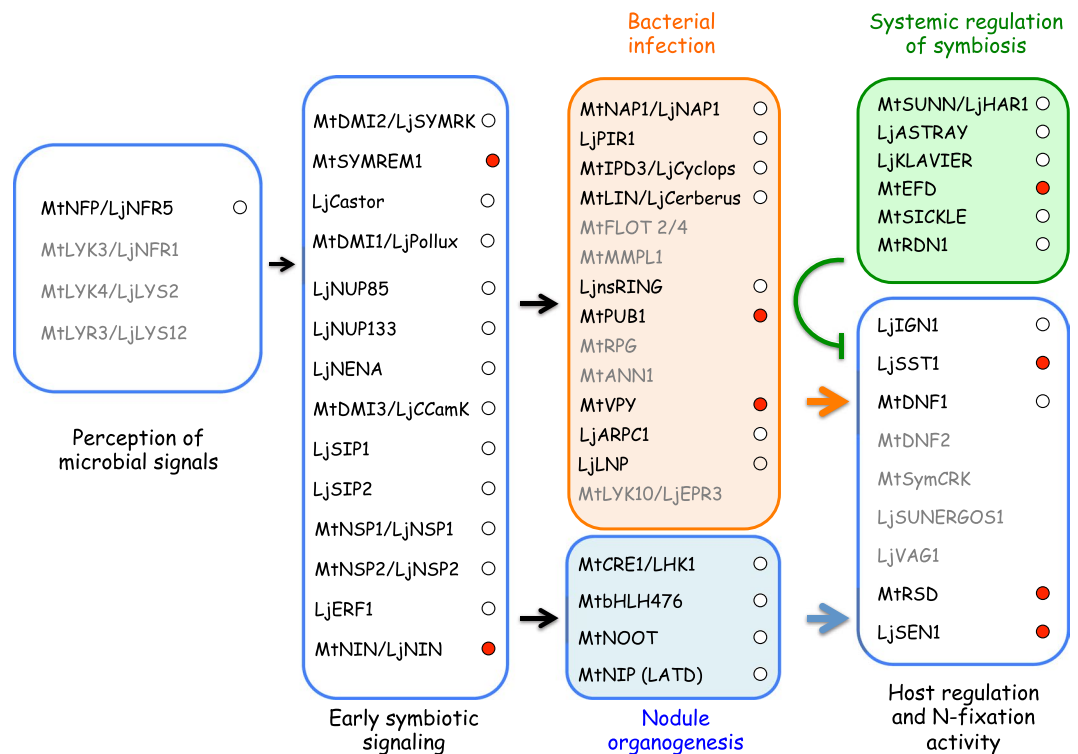 MtNFP/LjNFR5
MtLYK3/LjNFR1
MtLYK4/LjLYS2
MtLYR3/LjLYS12
Perception of
microbial signals
MtDMI2/LjSYMRK
MtSYMREM1
LjCastor
MtDMI1/LjPollux
LjNUP85
LjNUP133
LjNENA
MtDMI3/LjCCamK
LjSIP1
LjSIP2
MtNSP1/LjNSP1
MtNSP2/LjNSP2
LjERF1
MtNIN/LjNIN
Early symbiotic
signaling
Bacterial
infection
MtNAP1/LjNAP1
LjPIR1
MtIPD3/LjCyclops
MtLIN/LjCerberus
MtFLOT 2/4
MtMMPL1
LjnsRING
MtPUB1
MtRPG
MtANN1
MtVPY
LjARPC1
LjLNP
MtLYK10/LjEPR3
MtCRE1/LHK1
MtbHLH476
MtNOOT
MtNIP (LATD)
Nodule
organogenesis
Systemic regulation
of symbiosis
MtSUNN/LjHAR1
LjASTRAY
LjKLAVIER
MtEFD
MtSICKLE
MtRDN1
LjIGN1
LjSST1
MtDNF1
MtDNF2
MtSymCRK
LjSUNERGOS1
LjVAG1
MtRSD
LjSEN1
Host regulation
and N-fixation
activity